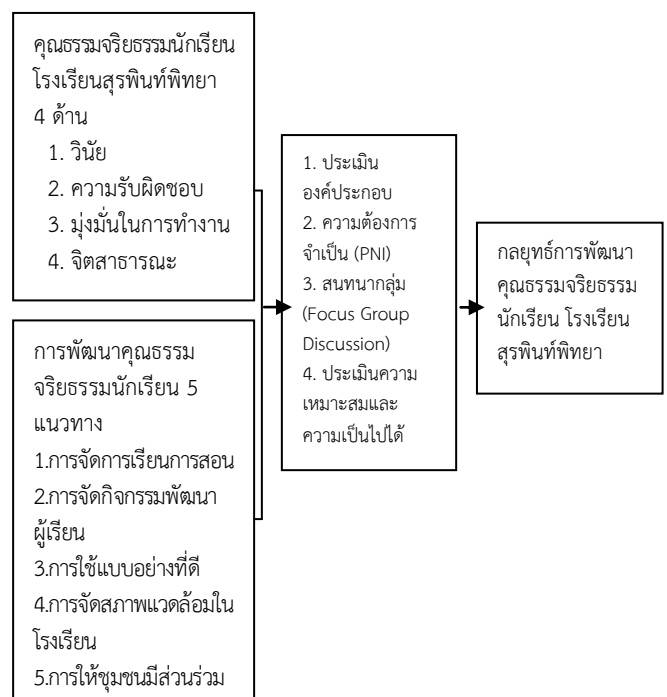 คุณธรรมจริยธรรมนักเรียน
โรงเรียนสุรพินท์พิทยา
4 ด้าน
1. วินัย
2. ความรับผิดชอบ
3. มุ่งมั่นในการทำงาน
4. จิตสาธารณะ
การพัฒนาคุณธรรม
จริยธรรมนักเรียน 5
แนวทาง
1.การจัดการเรียนการสอน
2.การจัดกิจกรรมพัฒนา
ผู้เรียน
3.การใช้แบบอย่างที่ดี
4.การจัดสภาพแวดล้อมใน
โรงเรียน
5.การให้ชุมชนมีส่วนร่วม
1. ประเมิน
องค์ประกอบ
2. ความต้องการ
จำเป็น (PNI)
3. สนทนากลุ่ม
(Focus Group
Discussion)
4. ประเมินความ
เหมาะสมและ
ความเป็นไปได้
กลยุทธ์การพัฒนา
คุณธรรมจริยธรรม
นักเรียน โรงเรียน
สุรพินท์พิทยา